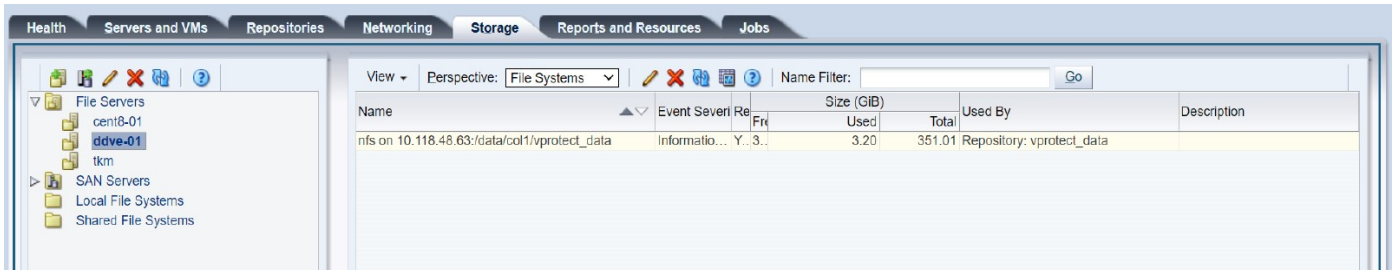 Health Servers and VMs Repositories Networking Storage Reports and Resources Jobs
File Servers
cent8-01
ddve-01
tkm
SAN Servers
Local File Systems
Shared File Systems
View Perspective: File Systems Name Filter: Go
Name Event Severi Re Size (GiB) Used By Description
Fre Used Total
nfs on 10.118.48.63:/data/col1/vprotect_data Informatio... Y... 3... 3.20 351.01 Repository: vprotect_data